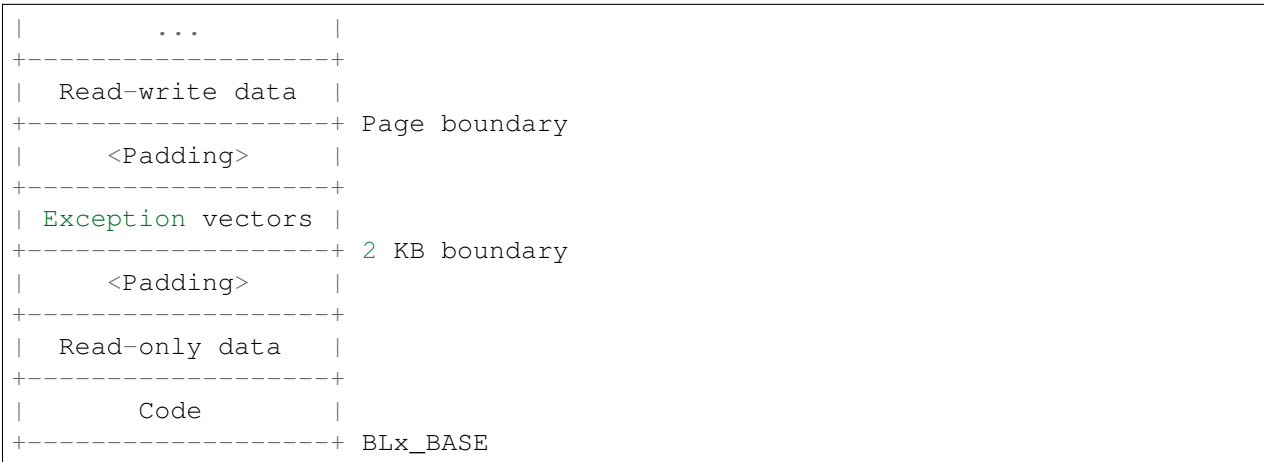 |        ...        |
+-------------------+
|  Read-write data  |
+-------------------+ Page boundary
|     <Padding>     |
+-------------------+
| Exception vectors |
+-------------------+ 2 KB boundary
|     <Padding>     |
+-------------------+
|  Read-only data   |
+-------------------+
|       Code        |
+-------------------+ BLx_BASE